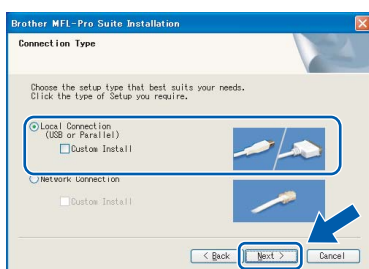 Brother MFL-Pro Suite Installation
Connection Type
Choose the setup type that best suits your needs.
Click the type of Setup you require.
Local Connection
(USB or Parallel)
Custom Install
Network Connection
Custom Install
< Back
Next >
Cancel